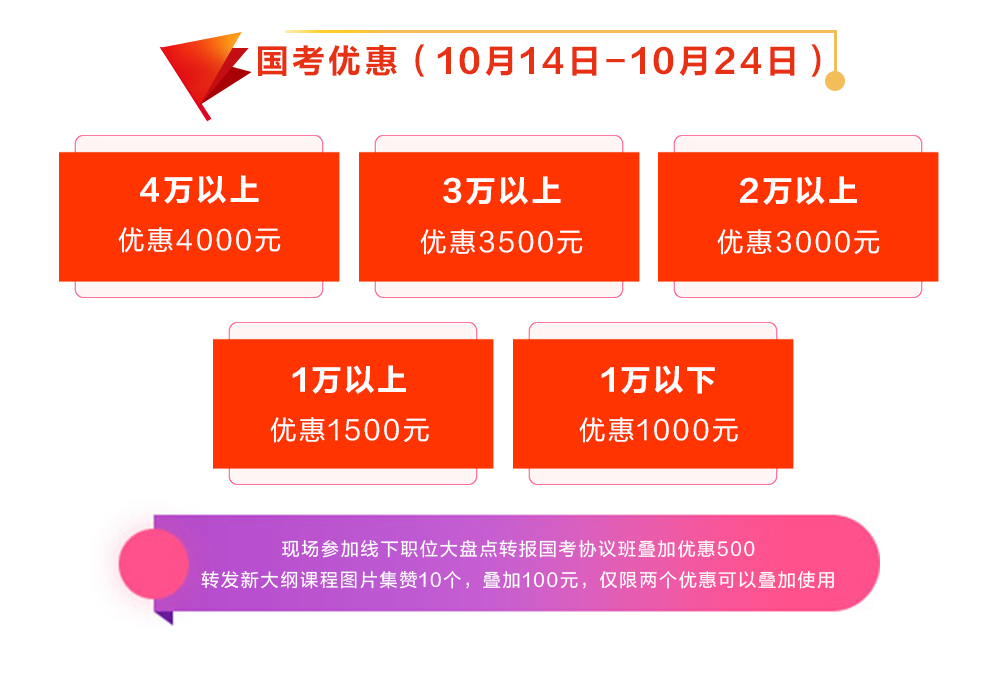 国考优惠（10月14日-10月24日）
4万以上
优惠4000元
3万以上
优惠3500元
2万以上
优惠3000元
1万以上
优惠1500元
1万以下
优惠1000元
现场参加线下职位大盘点转报国考协议班叠加优惠500
转发新大纲课程图片集赞10个，叠加100元，仅限两个优惠可以叠加使用